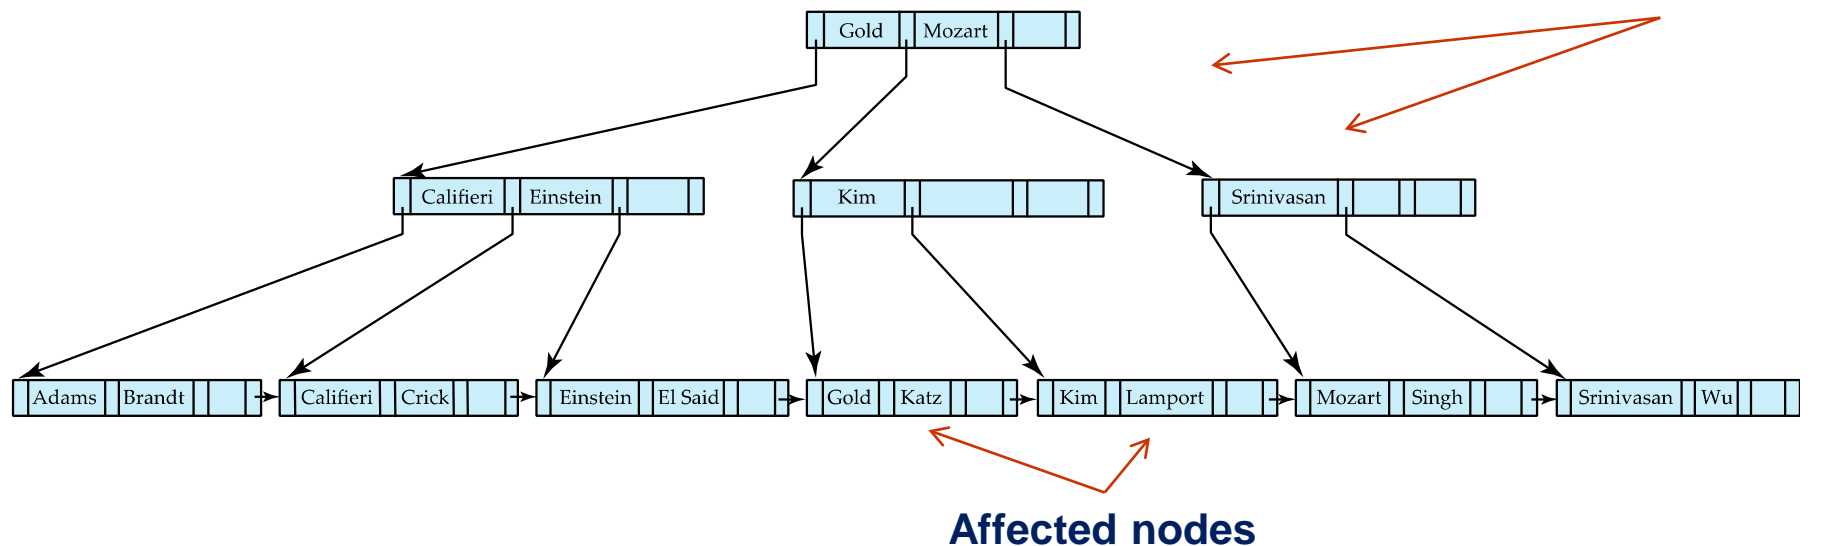 Gold Mozart
Califieri Einstein Kim Srinivasan
Adams Brandt Califieri Crick Einstein El Said Gold Katz Kim Lamport Mozart Singh Srinivasan Wu
Affected nodes